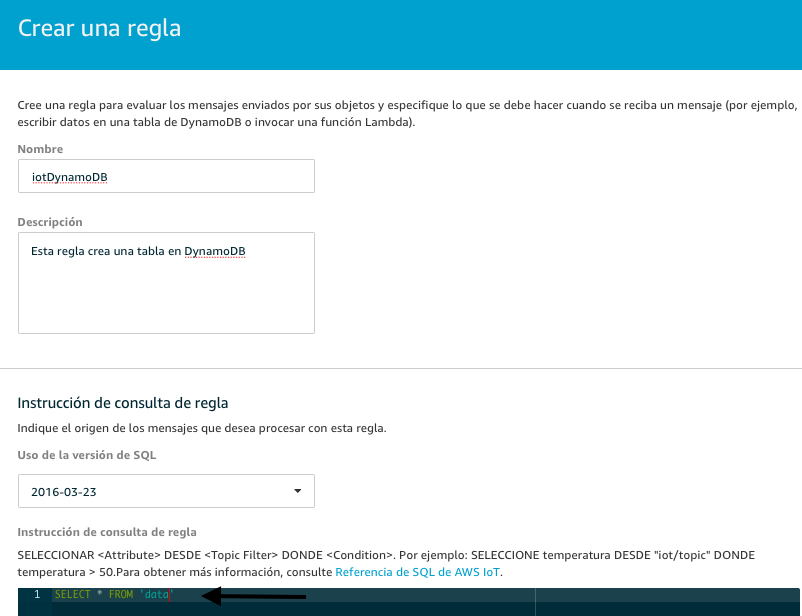 Crear una regla
Cree una regla para evaluar los mensajes enviados por sus objetos y especifique lo que se debe hacer cuando se reciba un mensaje (por ejemplo,
escribir datos en una tabla de DynamoDB o invocar una función Lambda).
Nombre
iotDynamoDB
Descripción
Esta regla crea una tabla en DynamoDB
Instrucción de consulta de regla
Indique el origen de los mensajes que desea procesar con esta regla.
Uso de la versión de SQL
2016-03-23
Instrucción de consulta de regla
SELECCIONAR <Attribute> DESDE <Topic Filter> DONDE <Condition>. Por ejemplo: SELECCIONE temperatura DESDE "iot/topic" DONDE
temperatura > 50.Para obtener más información, consulte Referencia de SQL de AWS IoT.
1 SELECT * FROM 'data'